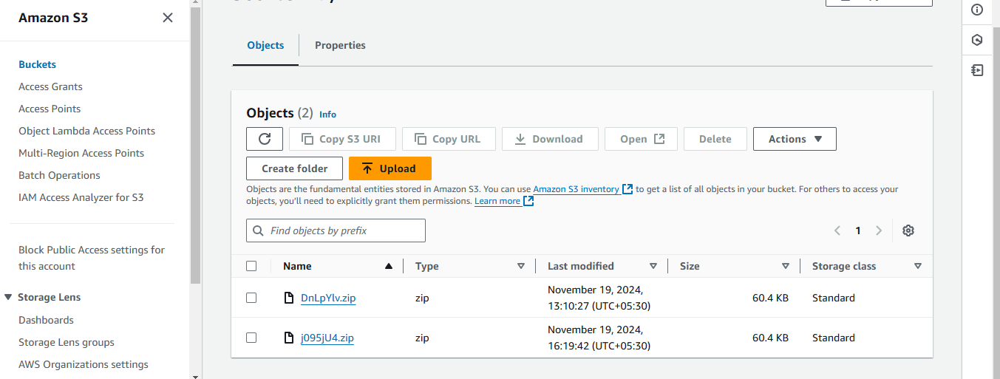 Amazon S3
Buckets
Access Grants
Access Points
Object Lambda Access Points
Multi-Region Access Points
Batch Operations
IAM Access Analyzer for S3
Block Public Access settings for
this account
Storage Lens
Dashboards
Storage Lens groups
AWS Organizations settings
Objects Properties
Objects (2) Info
Copy S3 URI Copy URL Download Open Delete Actions
Create folder Upload
Objects are the fundamental entities stored in Amazon S3. You can use Amazon S3 inventory to get a list of all objects in your bucket. For others to access your
objects, you'll need to explicitly grant them permissions. Learn more
Find objects by prefix 1
Name Type Last modified Size Storage class
DnLpYlv.zip zip November 19, 2024, 13:10:27 (UTC+05:30) 60.4 KB Standard
j095jU4.zip zip November 19, 2024, 16:19:42 (UTC+05:30) 60.4 KB Standard